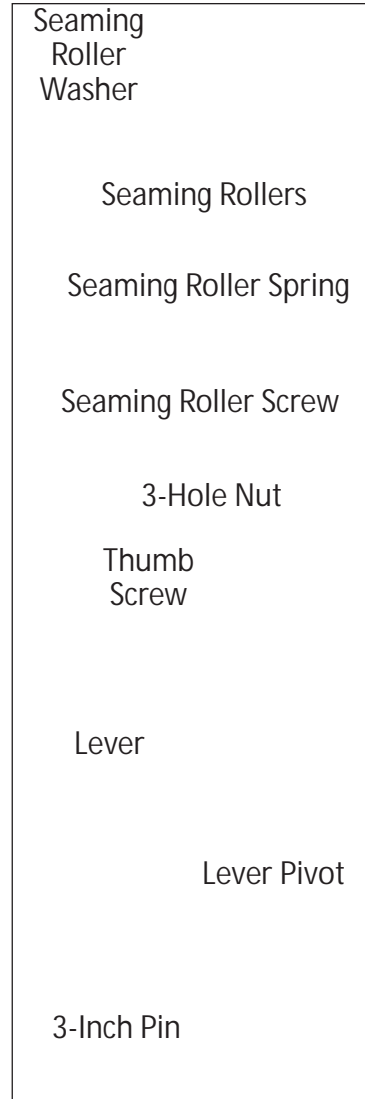 Seaming
Roller
Washer
Seaming Rollers
Seaming Roller Spring
Seaming Roller Screw
3-Hole Nut
Thumb
Screw
Lever
Lever Pivot
3-Inch Pin